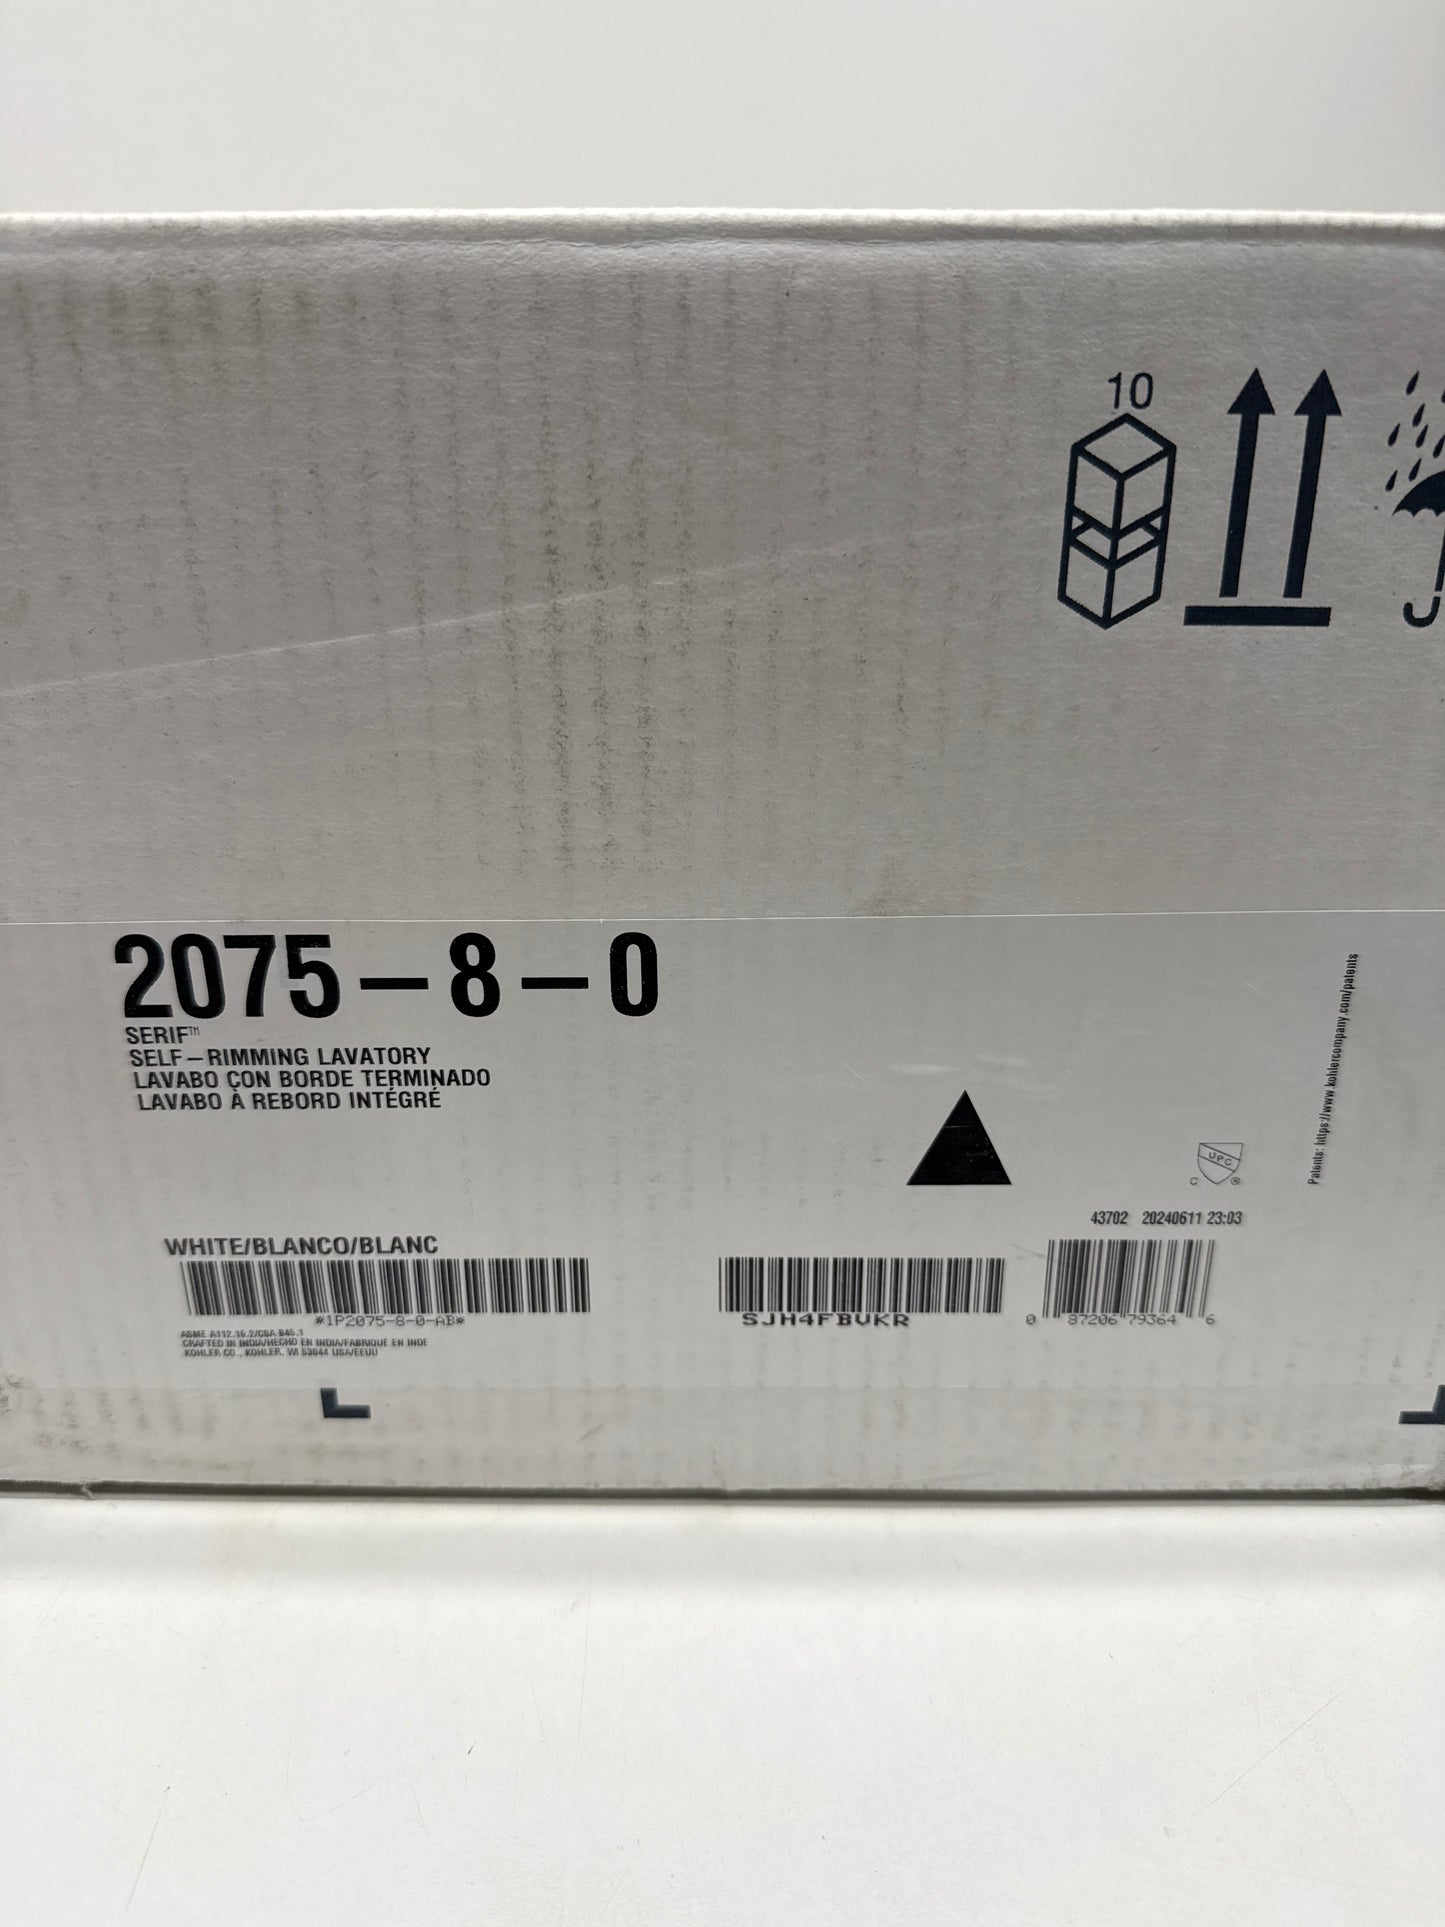 10
2075-8-0
SERIF™
SELF-RIMMING LAVATORY
LAVABO CON BORDE TERMINADO
LAVABO À REBORD INTÉGRÉ
Patents: https://www.kohlercompany.com/patents
UPC
C ®
43702 20240611 23:03
WHITE/BLANCO/BLANC
*1P2075-8-0-AB*
SJH4FBVKR
0 87206 79364 6
ASME A112.19.2/CSA B45.1
CRAFTED IN INDIA/HECHO EN INDIA/FABRIQUÉ EN INDE
KOHLER CO., KOHLER, WI 53044 USA/EEUU